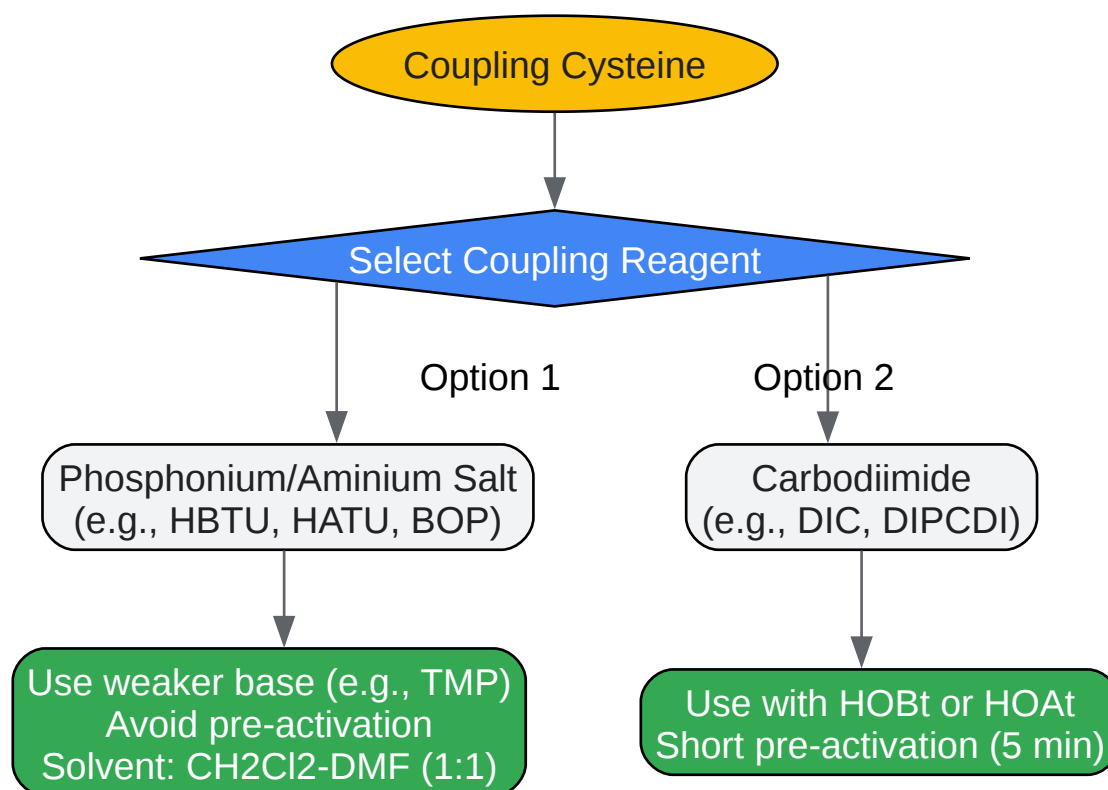 Coupling Cysteine
Select Coupling Reagent
Option 1
Option 2
Phosphonium/Aminium Salt
(e.g., HBTU, HATU, BOP)
Carbodiimide
(e.g., DIC, DIPCDI)
Use weaker base (e.g., TMP)
Avoid pre-activation
Solvent: CH2Cl2-DMF (1:1)
Use with HOBt or HOAt
Short pre-activation (5 min)